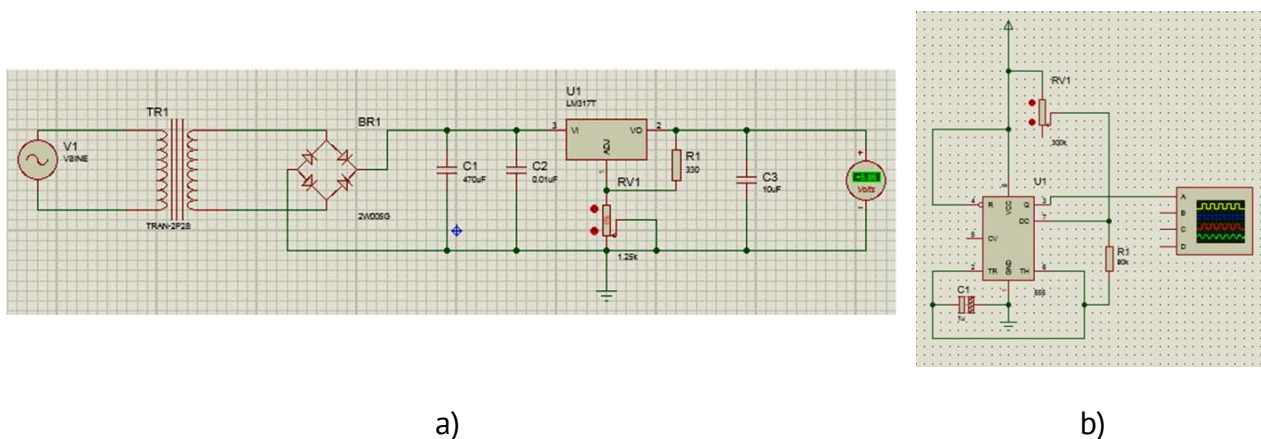 TR1
V1
VSINE
TRAN-2P2S
BR1
2W005G
C1
470uF
C2
0.01uF
U1
LM317T
3
VI
VO
2
ADJ
1
R1
330
RV1
1.25k
C3
10uF
Volts
a)
RV1
300k
U1
4
R
VCC
8
Q
3
DC
7
5
CV
2
TR
GND
1
TH
6
555
R1
80k
C1
1u
A
B
C
D
b)